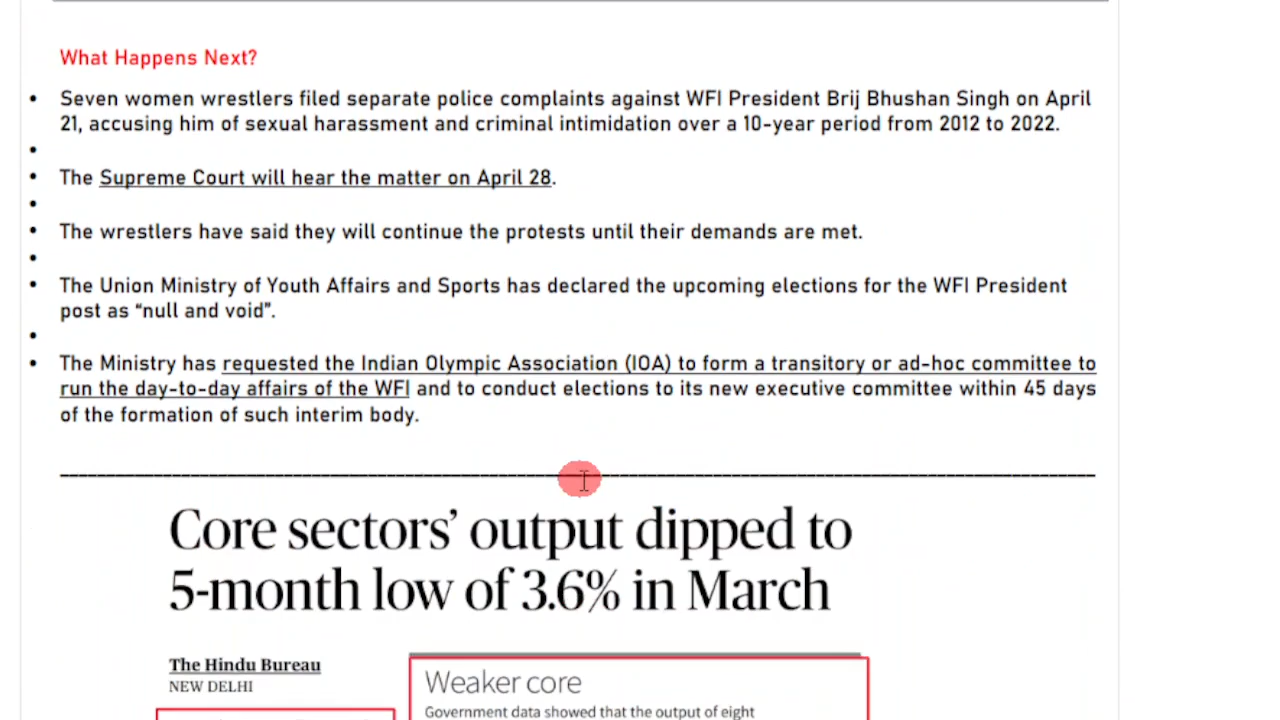 What Happens Next?
• Seven women wrestlers filed separate police complaints against WFI President Brij Bhushan Singh on April
21, accusing him of sexual harassment and criminal intimidation over a 10-year period from 2012 to 2022.
•
• The Supreme Court will hear the matter on April 28.
•
• The wrestlers have said they will continue the protests until their demands are met.
•
• The Union Ministry of Youth Affairs and Sports has declared the upcoming elections for the WFI President
post as “null and void”.
•
• The Ministry has requested the Indian Olympic Association (IOA) to form a transitory or ad-hoc committee to
run the day-to-day affairs of the WFI and to conduct elections to its new executive committee within 45 days
of the formation of such interim body.
Core sectors’ output dipped to
5-month low of 3.6% in March
The Hindu Bureau
NEW DELHI
Weaker core
Government data showed that the output of eight